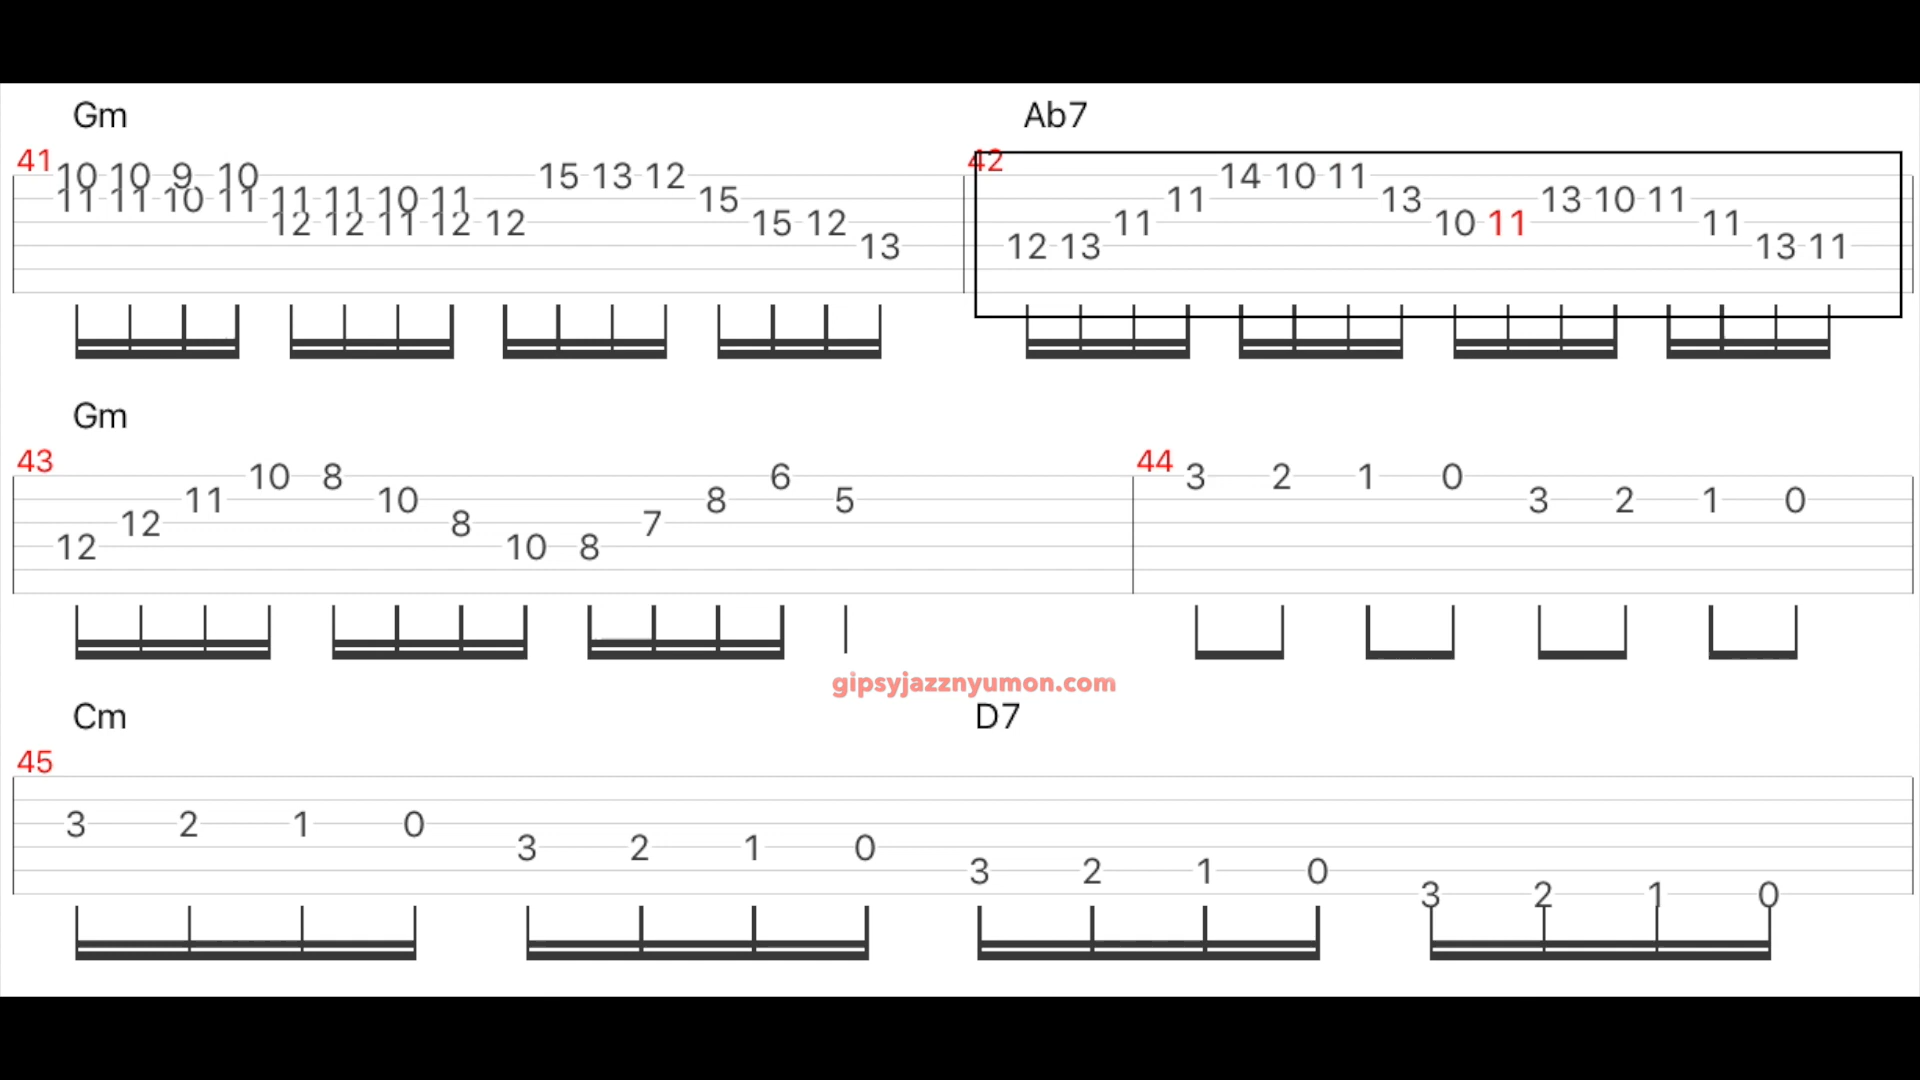 Gm Ab7
41 42
10 10 9 10 15 13 12 14 10 11
11 11 10 11 11 11 10 11 15 11 13 13 10 11
12 12 11 12 12 15 12 11 10 11 11
13 12 13 13 11
Gm
43 44
10 8 6 3 2 1 0
11 10 8 5 3 2 1 0
12 8 7
12 10 8
gipsyjazznyumon.com
Cm D7
45
3 2 1 0
3 2 1 0
3 2 1 0
3 2 1 0